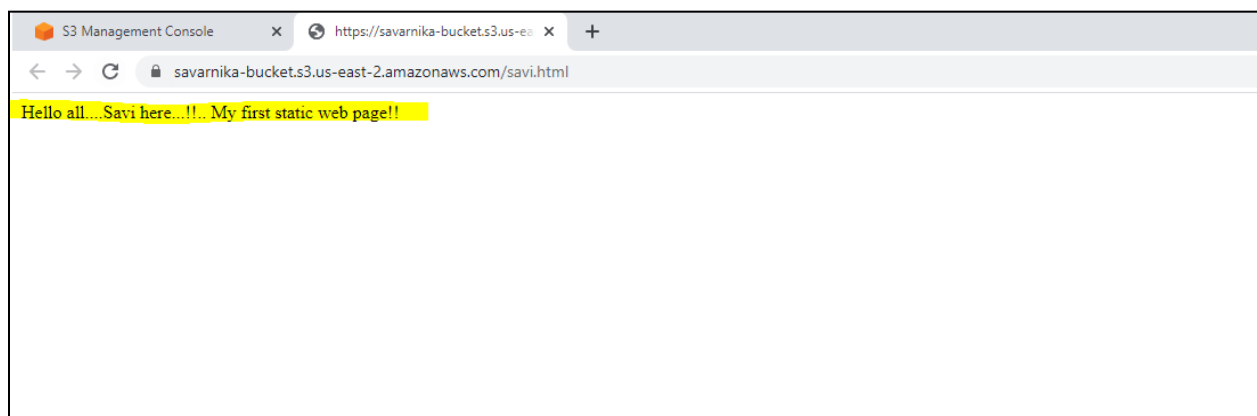 S3 Management Console
https://savarnika-bucket.s3.us-ea
savarnika-bucket.s3.us-east-2.amazonaws.com/savi.html
Hello all....Savi here...!!.. My first static web page!!